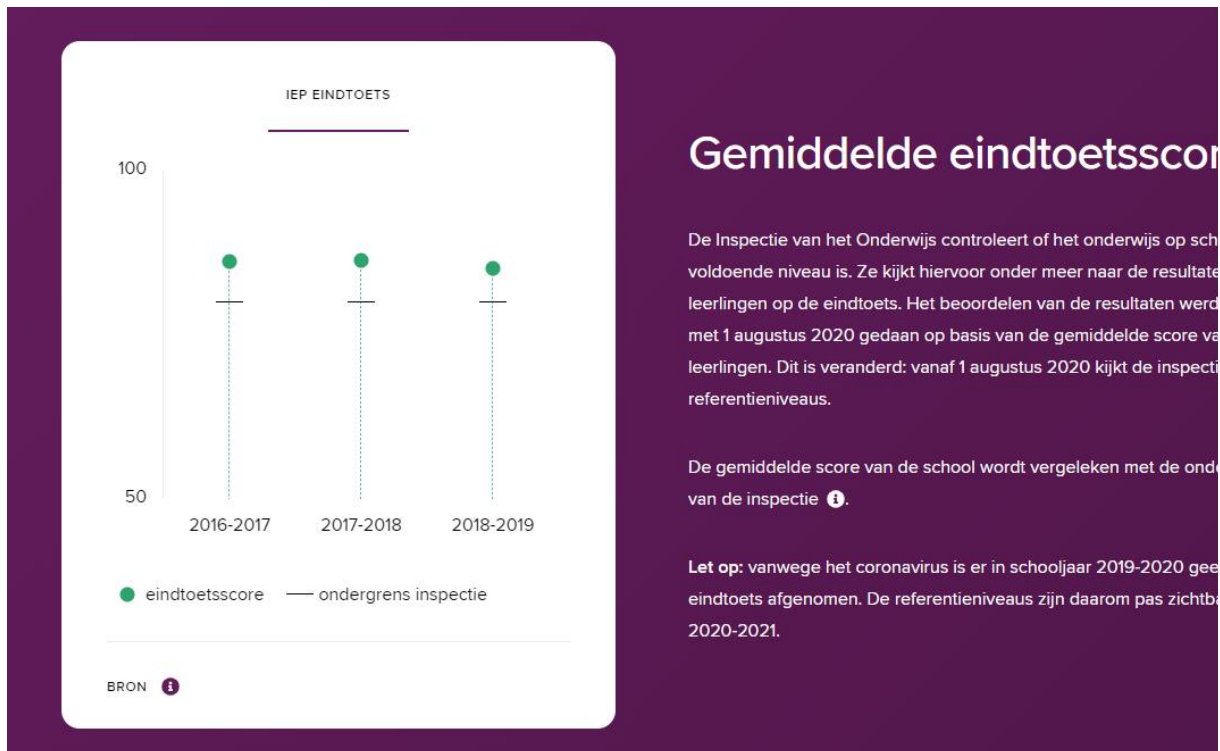 IEP EINDTOETS
100
50
2016-2017 2017-2018 2018-2019
eindtoetsscore ondergrens inspectie
BRON
Gemiddelde eindtoetsscor
De Inspectie van het Onderwijs controleert of het onderwijs op sch
voldoende niveau is. Ze kijkt hiervoor onder meer naar de resultate
leerlingen op de eindtoets. Het beoordelen van de resultaten werd
met 1 augustus 2020 gedaan op basis van de gemiddelde score va
leerlingen. Dit is veranderd: vanaf 1 augustus 2020 kijkt de inspecti
referentieniveaus.
De gemiddelde score van de school wordt vergeleken met de onde
van de inspectie .
Let op: vanwege het coronavirus is er in schooljaar 2019-2020 gee
eindtoets afgenomen. De referentieniveaus zijn daarom pas zichtba
2020-2021.